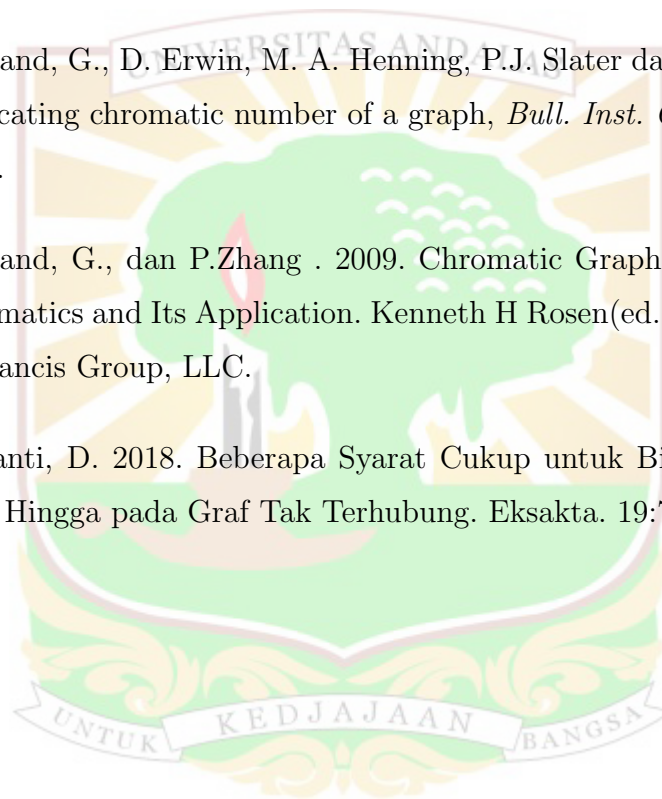 UNIVERSITAS ANDALAS
and, G., D. Erwin, M. A. Henning, P.J. Slater da
cating chromatic number of a graph, Bull. Inst.
.
and, G., dan P.Zhang . 2009. Chromatic Graph
matics and Its Application. Kenneth H Rosen(ed.
ancis Group, LLC.
anti, D. 2018. Beberapa Syarat Cukup untuk Bi
Hingga pada Graf Tak Terhubung. Eksakta. 19:7
UNTUK KEDJAJAAN BANGSA